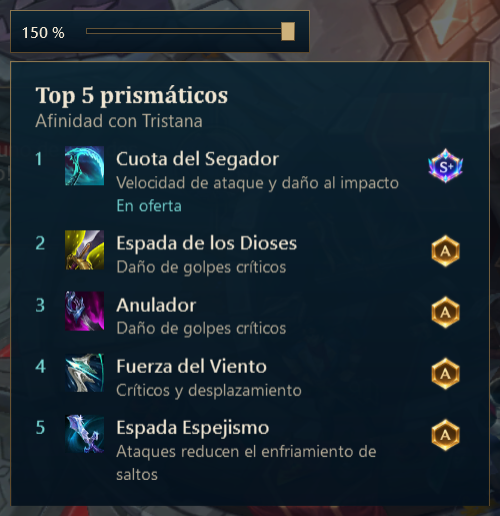 150 %
Top 5 prismáticos
Afinidad con Tristana
1 Cuota del Segador S+
Velocidad de ataque y daño al impacto
En oferta
2 Espada de los Dioses A
Daño de golpes críticos
3 Anulador A
Daño de golpes críticos
4 Fuerza del Viento A
Críticos y desplazamiento
5 Espada Espejismo A
Ataques reducen el enfriamiento de
saltos